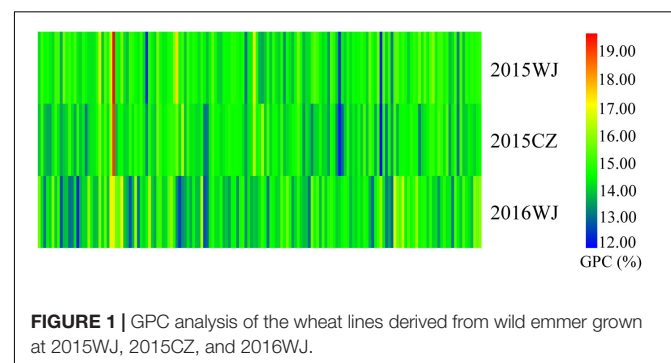 2015WJ
2015CZ
2016WJ
19.00
18.00
17.00
16.00
15.00
14.00
13.00
12.00
GPC (%)
FIGURE 1 | GPC analysis of the wheat lines derived from wild emmer grown
at 2015WJ, 2015CZ, and 2016WJ.